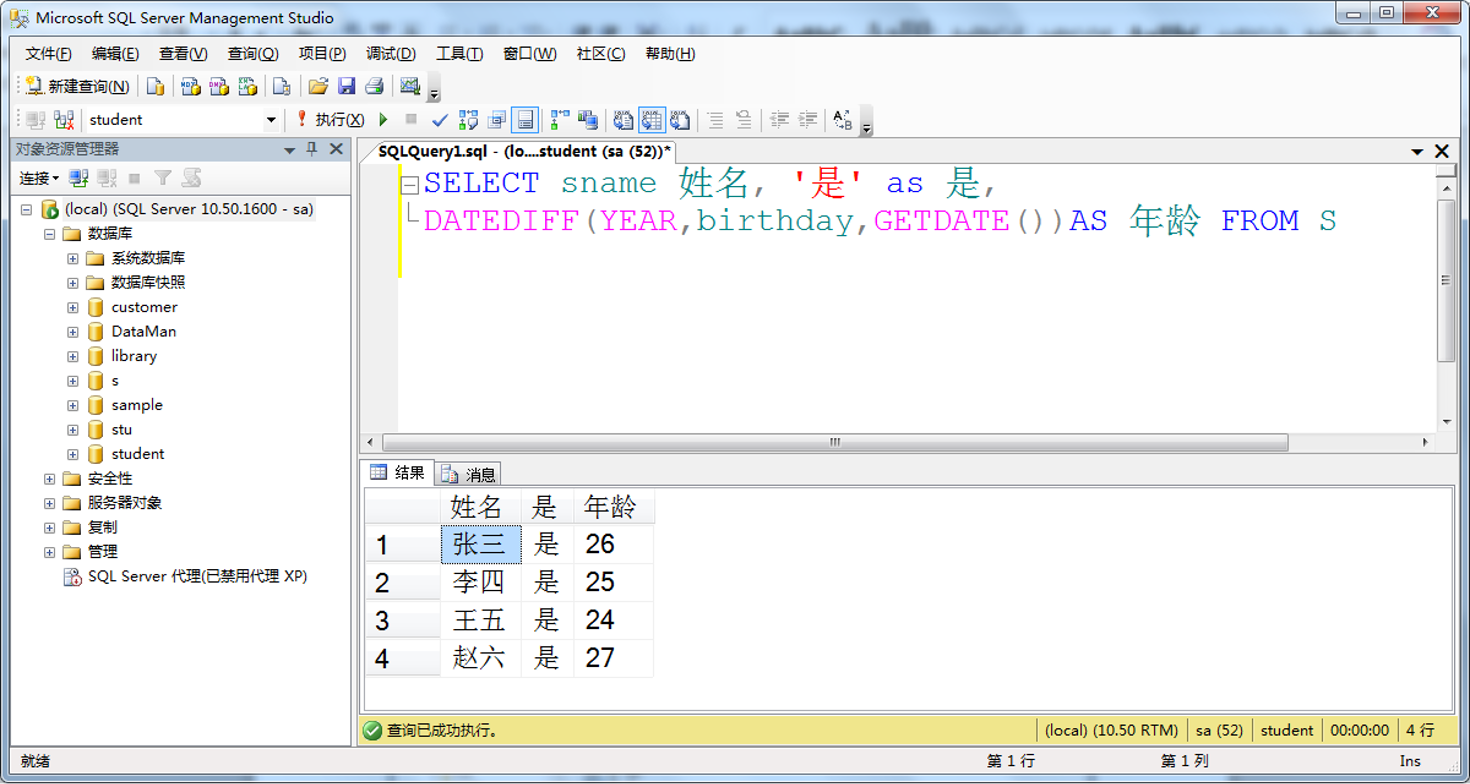 Microsoft SQL Server Management Studio
文件(F) 编辑(E) 查看(V) 查询(Q) 项目(P) 调试(D) 工具(T) 窗口(W) 社区(C) 帮助(H)
新建查询(N)
student 执行(X)
对象资源管理器
连接
(local) (SQL Server 10.50.1600 - sa)
数据库
系统数据库
数据库快照
customer
DataMan
library
s
sample
stu
student
安全性
服务器对象
复制
管理
SQL Server 代理(已禁用代理 XP)
SQLQuery1.sql - (lo....student (sa (52))*
SELECT sname 姓名, '是' as 是,
DATEDIFF(YEAR,birthday,GETDATE())AS 年龄 FROM S
结果 消息
姓名 是 年龄
1 张三 是 26
2 李四 是 25
3 王五 是 24
4 赵六 是 27
查询已成功执行。 (local) (10.50 RTM) sa (52) student 00:00:00 4 行
就绪 第 1 行 第 1 列 Ins